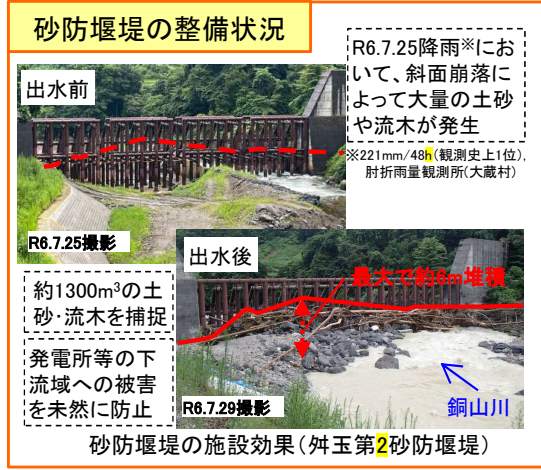 砂防堰堤の整備状況
R6.7.25降雨※にお
いて、斜面崩落に
よって大量の土砂
や流木が発生
※221mm/48h(観測史上1位),
肘折雨量観測所(大蔵村)
出水前
R6.7.25撮影
出水後
最大で約6m堆積
約1300m³の土
砂・流木を捕捉
発電所等の下
流域への被害
を未然に防止
R6.7.29撮影
銅山川
砂防堰堤の施設効果(舛玉第2砂防堰堤)